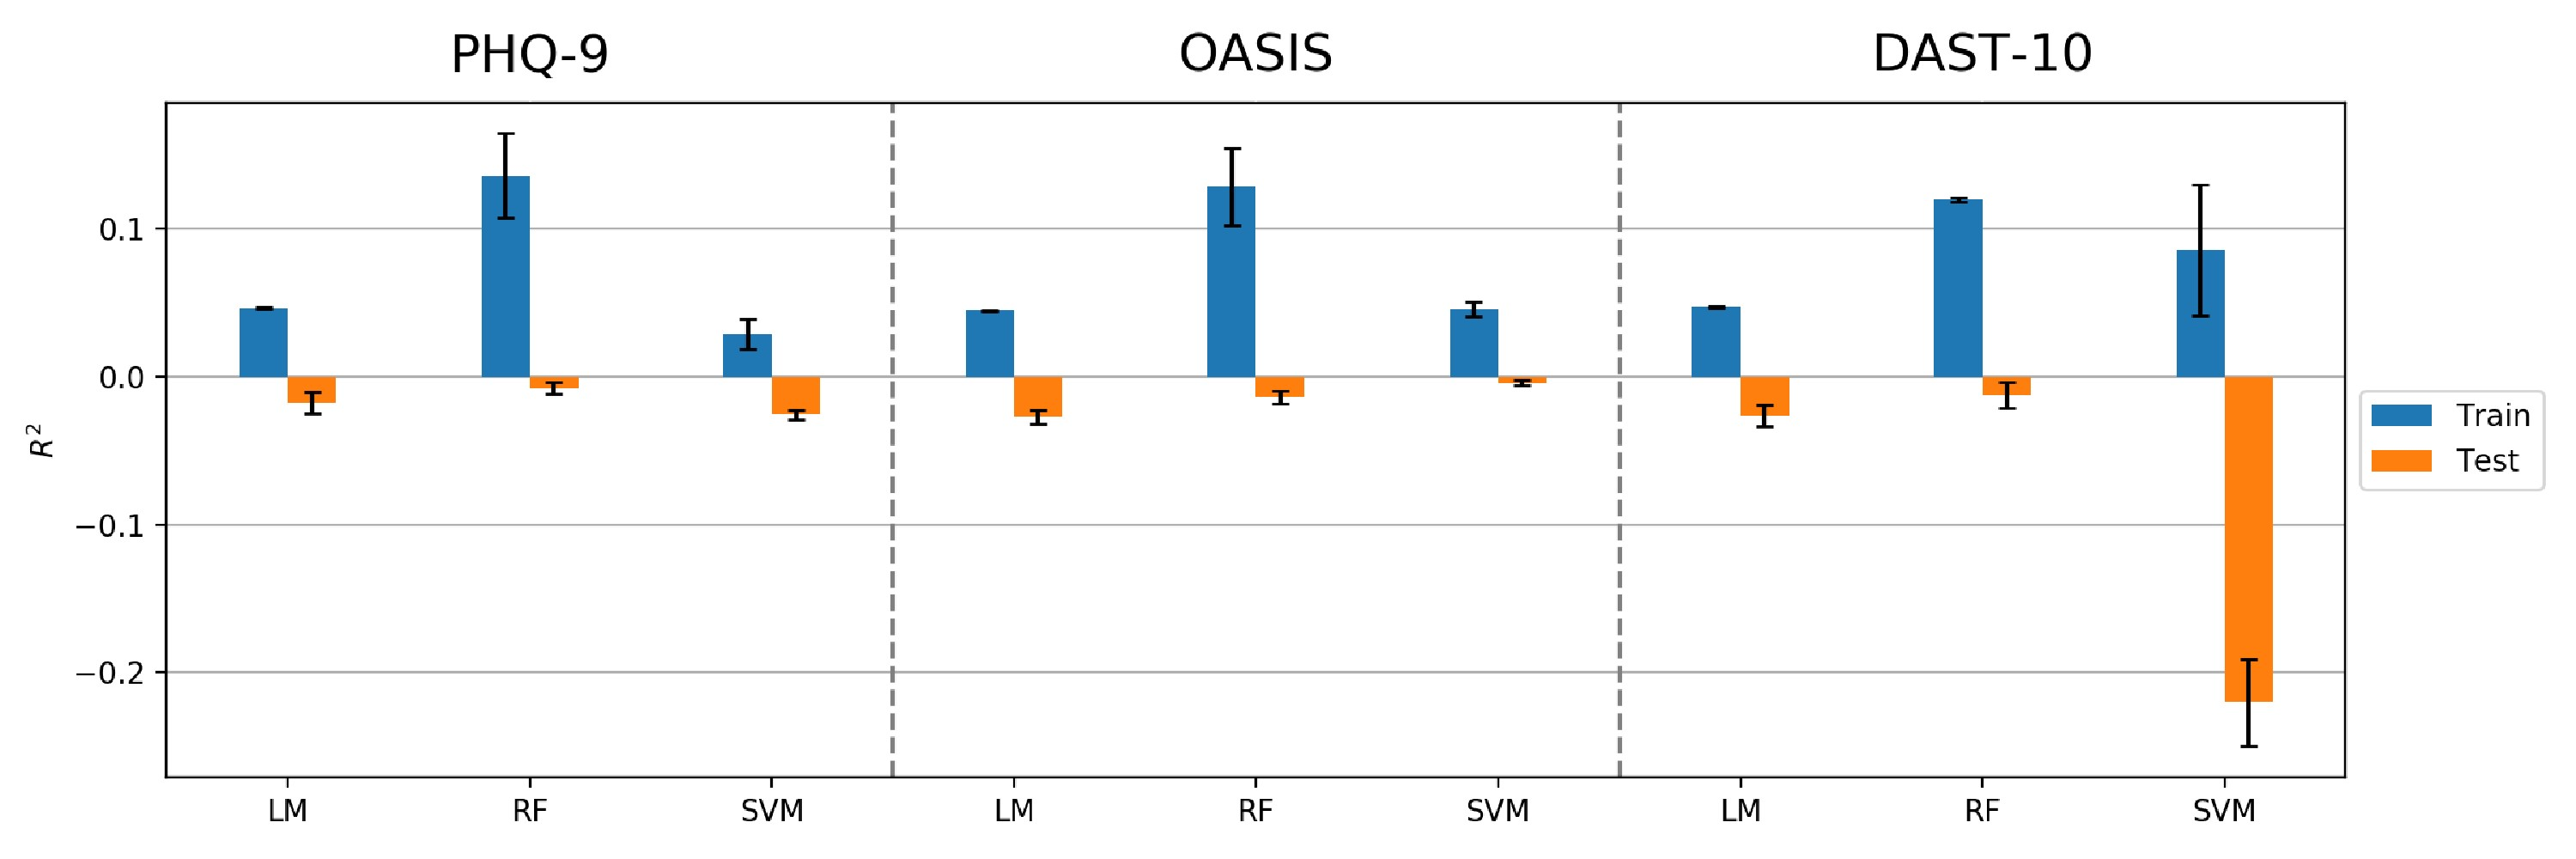 PHQ-9 OASIS DAST-10
0.1
0.0
−0.1
−0.2
R²
LM RF SVM LM RF SVM LM RF SVM
Train
Test